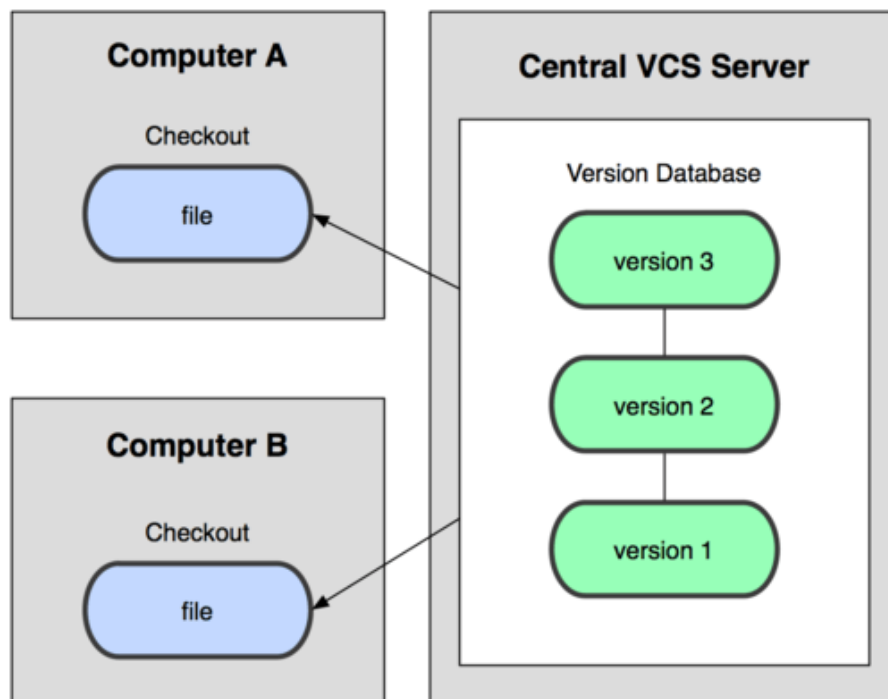 Computer A
Checkout
file
Computer B
Checkout
file
Central VCS Server
Version Database
version 3
version 2
version 1